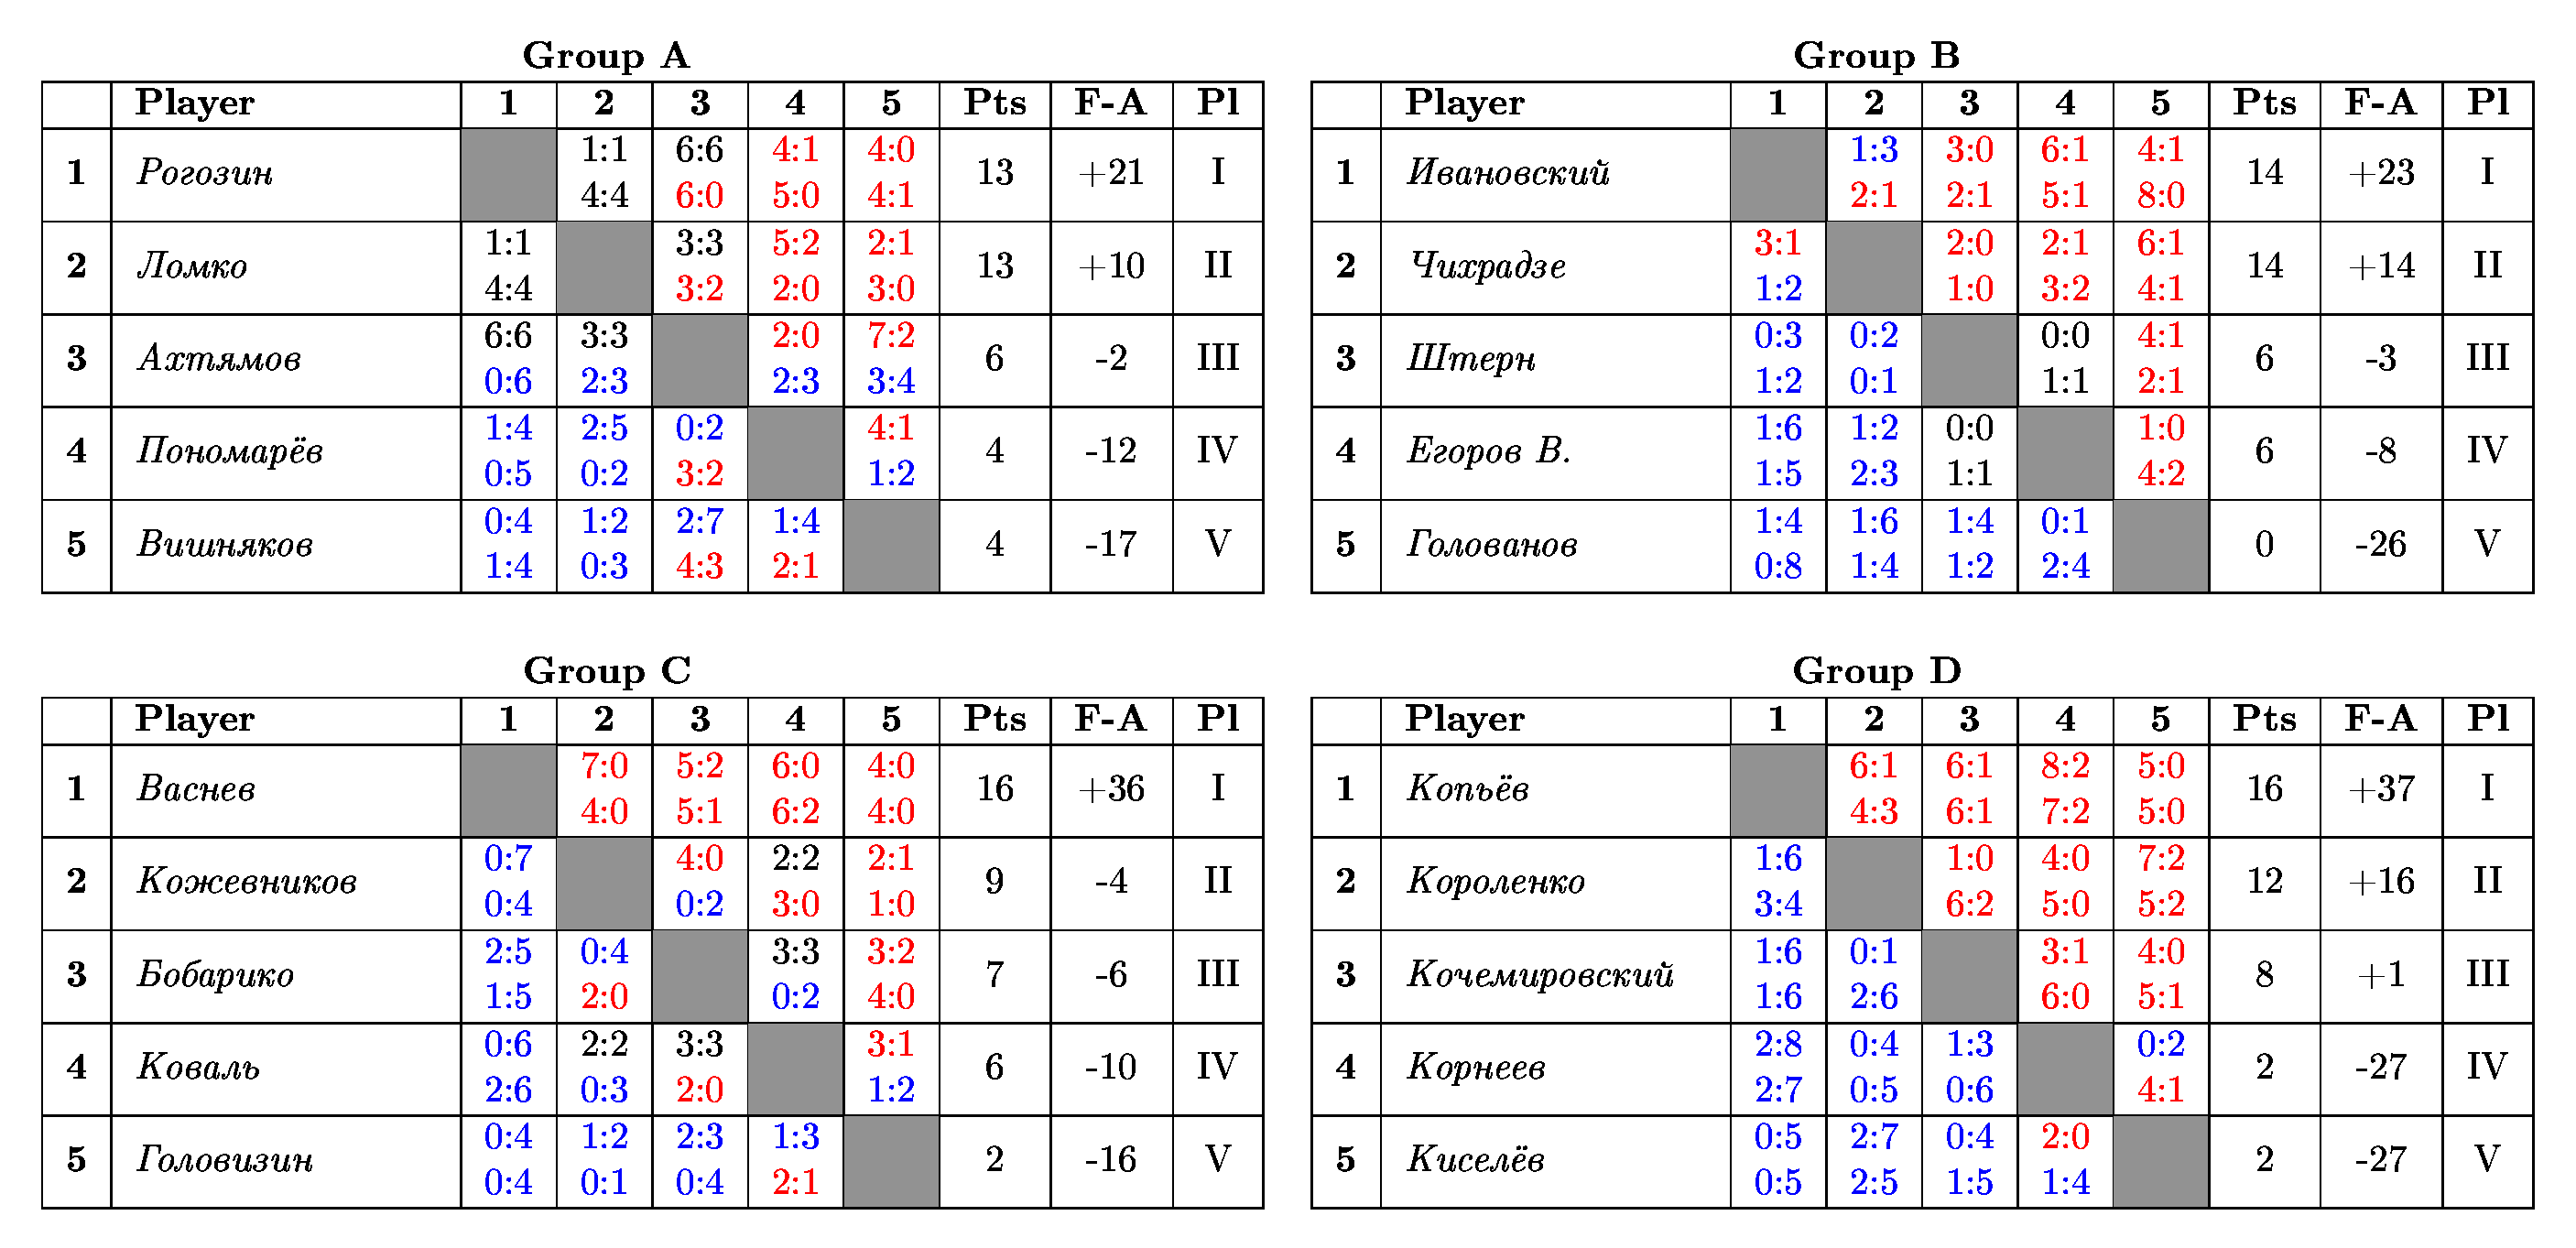 Group A
Player 1 2 3 4 5 Pts F-A Pl
1:1 6:6 4:1 4:0
1 Рогозин 13 +21 I
4:4 6:0 5:0 4:1
1:1 3:3 5:2 2:1
2 Ломко 13 +10 II
4:4 3:2 2:0 3:0
6:6 3:3 2:0 7:2
3 Ахтямов 6 -2 III
0:6 2:3 2:3 3:4
1:4 2:5 0:2 4:1
4 Пономарёв 4 -12 IV
0:5 0:2 3:2 1:2
0:4 1:2 2:7 1:4
5 Вишняков 4 -17 V
1:4 0:3 4:3 2:1
Group B
Player 1 2 3 4 5 Pts F-A Pl
1:3 3:0 6:1 4:1
1 Ивановский 14 +23 I
2:1 2:1 5:1 8:0
3:1 2:0 2:1 6:1
2 Чихрадзе 14 +14 II
1:2 1:0 3:2 4:1
0:3 0:2 0:0 4:1
3 Штерн 6 -3 III
1:2 0:1 1:1 2:1
1:6 1:2 0:0 1:0
4 Егоров В. 6 -8 IV
1:5 2:3 1:1 4:2
1:4 1:6 1:4 0:1
5 Голованов 0 -26 V
0:8 1:4 1:2 2:4
Group C
Player 1 2 3 4 5 Pts F-A Pl
7:0 5:2 6:0 4:0
1 Васнев 16 +36 I
4:0 5:1 6:2 4:0
0:7 4:0 2:2 2:1
2 Кожевников 9 -4 II
0:4 0:2 3:0 1:0
2:5 0:4 3:3 3:2
3 Бобарико 7 -6 III
1:5 2:0 0:2 4:0
0:6 2:2 3:3 3:1
4 Коваль 6 -10 IV
2:6 0:3 2:0 1:2
0:4 1:2 2:3 1:3
5 Головизин 2 -16 V
0:4 0:1 0:4 2:1
Group D
Player 1 2 3 4 5 Pts F-A Pl
6:1 6:1 8:2 5:0
1 Копьёв 16 +37 I
4:3 6:1 7:2 5:0
1:6 1:0 4:0 7:2
2 Короленко 12 +16 II
3:4 6:2 5:0 5:2
1:6 0:1 3:1 4:0
3 Кочемировский 8 +1 III
1:6 2:6 6:0 5:1
2:8 0:4 1:3 0:2
4 Корнеев 2 -27 IV
2:7 0:5 0:6 4:1
0:5 2:7 0:4 2:0
5 Киселёв 2 -27 V
0:5 2:5 1:5 1:4